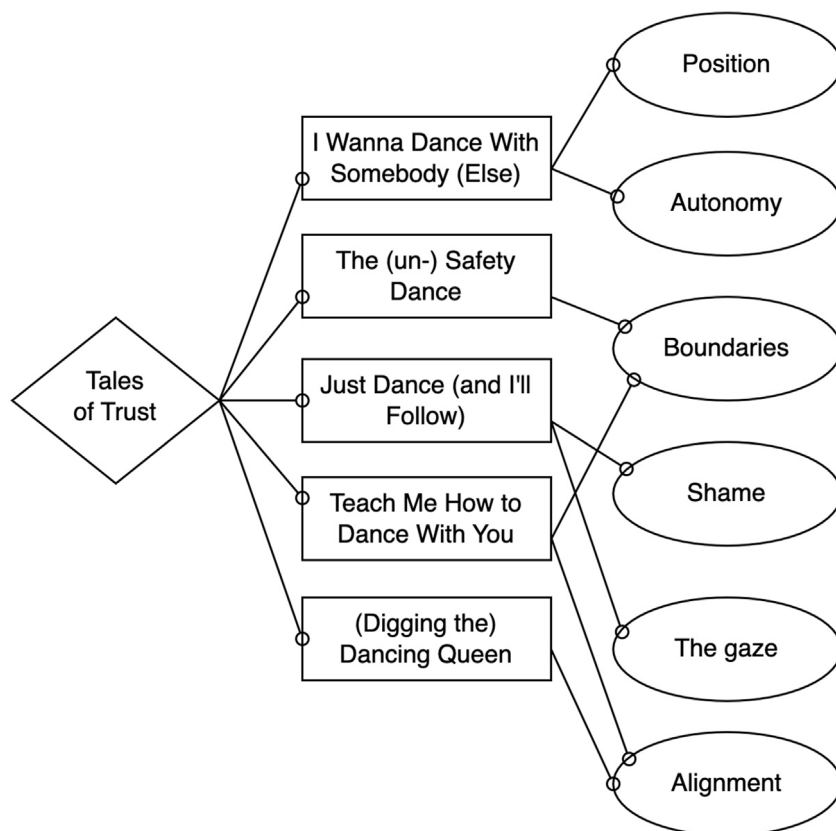 Tales
of Trust
I Wanna Dance With
Somebody (Else)
The (un-) Safety
Dance
Just Dance (and I'll
Follow)
Teach Me How to
Dance With You
(Digging the)
Dancing Queen
Position
Autonomy
Boundaries
Shame
The gaze
Alignment